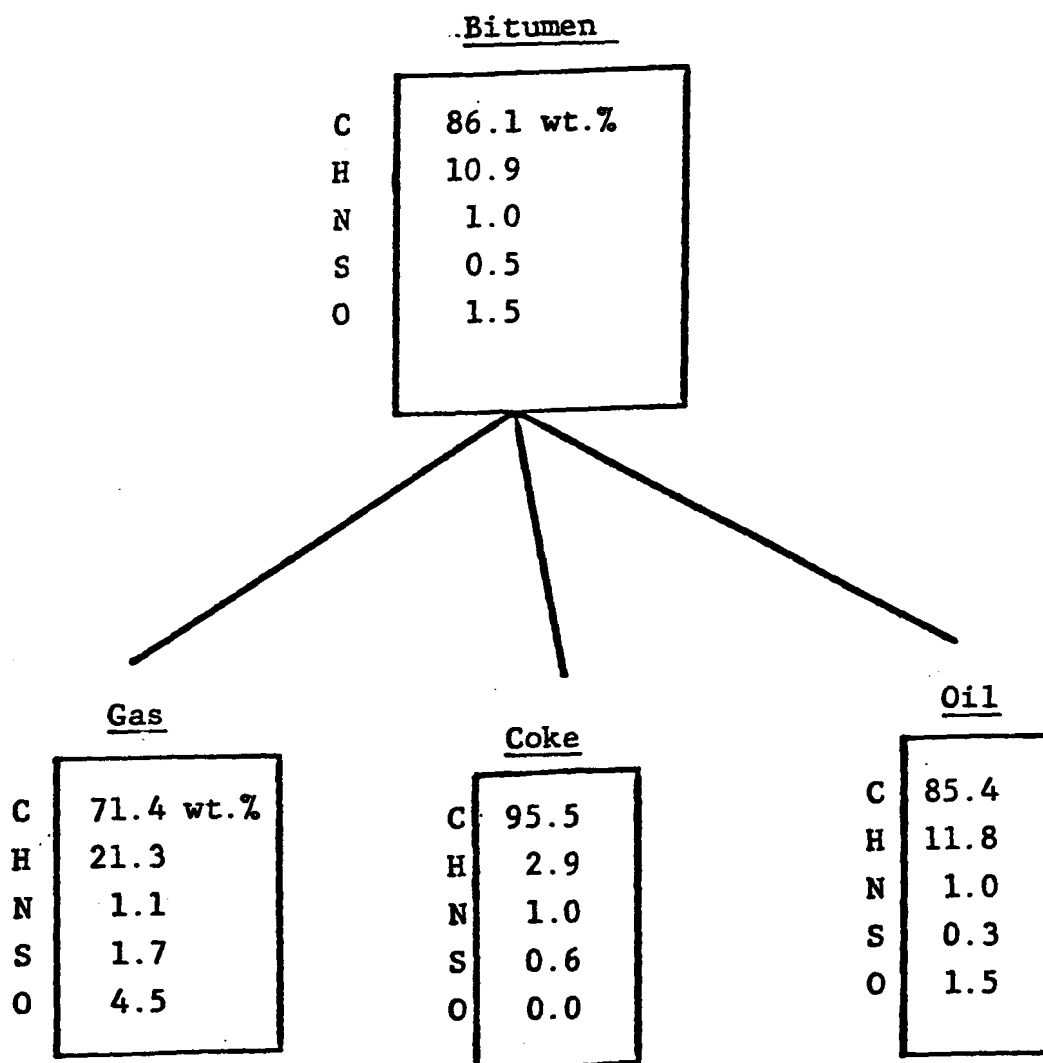 Bitumen
C 86.1 wt.%
H 10.9
N 1.0
S 0.5
O 1.5
Gas
C 71.4 wt.%
H 21.3
N 1.1
S 1.7
O 4.5
Coke
C 95.5
H 2.9
N 1.0
S 0.6
O 0.0
Oil
C 85.4
H 11.8
N 1.0
S 0.3
O 1.5